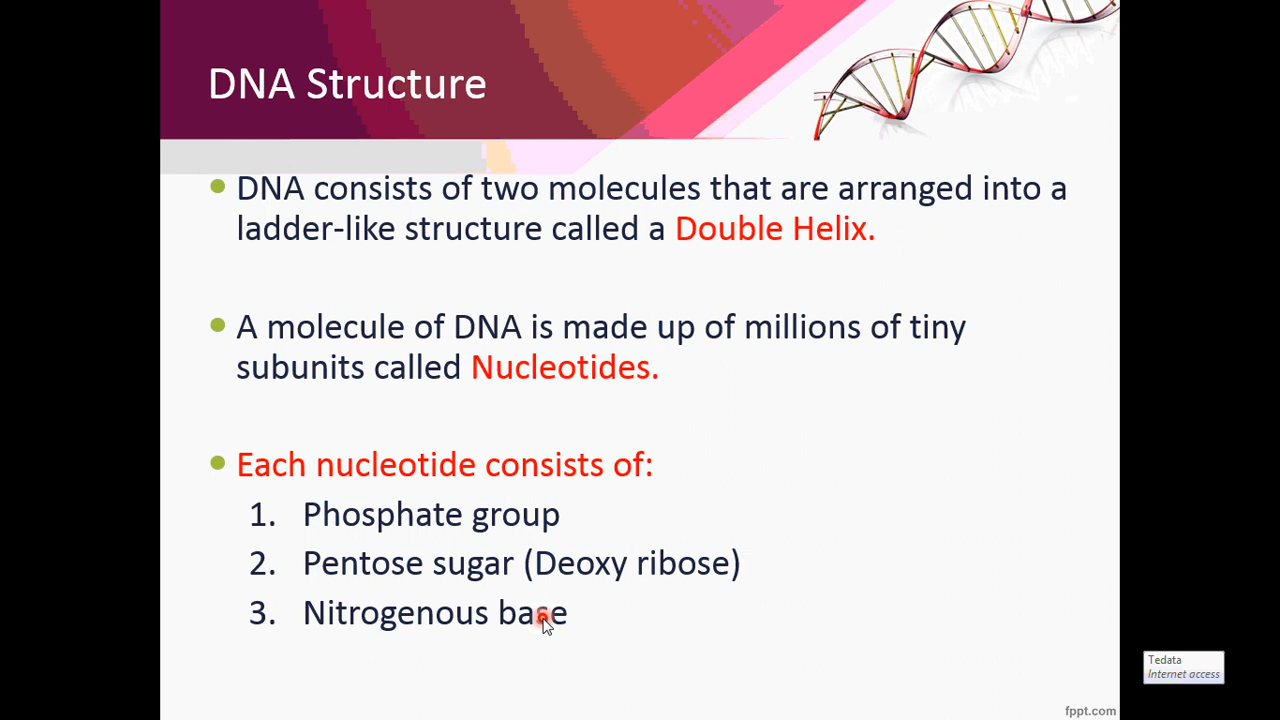 DNA Structure
• DNA consists of two molecules that are arranged into a
ladder-like structure called a Double Helix.
• A molecule of DNA is made up of millions of tiny
subunits called Nucleotides.
• Each nucleotide consists of:
1. Phosphate group
2. Pentose sugar (Deoxy ribose)
3. Nitrogenous base
Tedata
Internet access
fppt.com